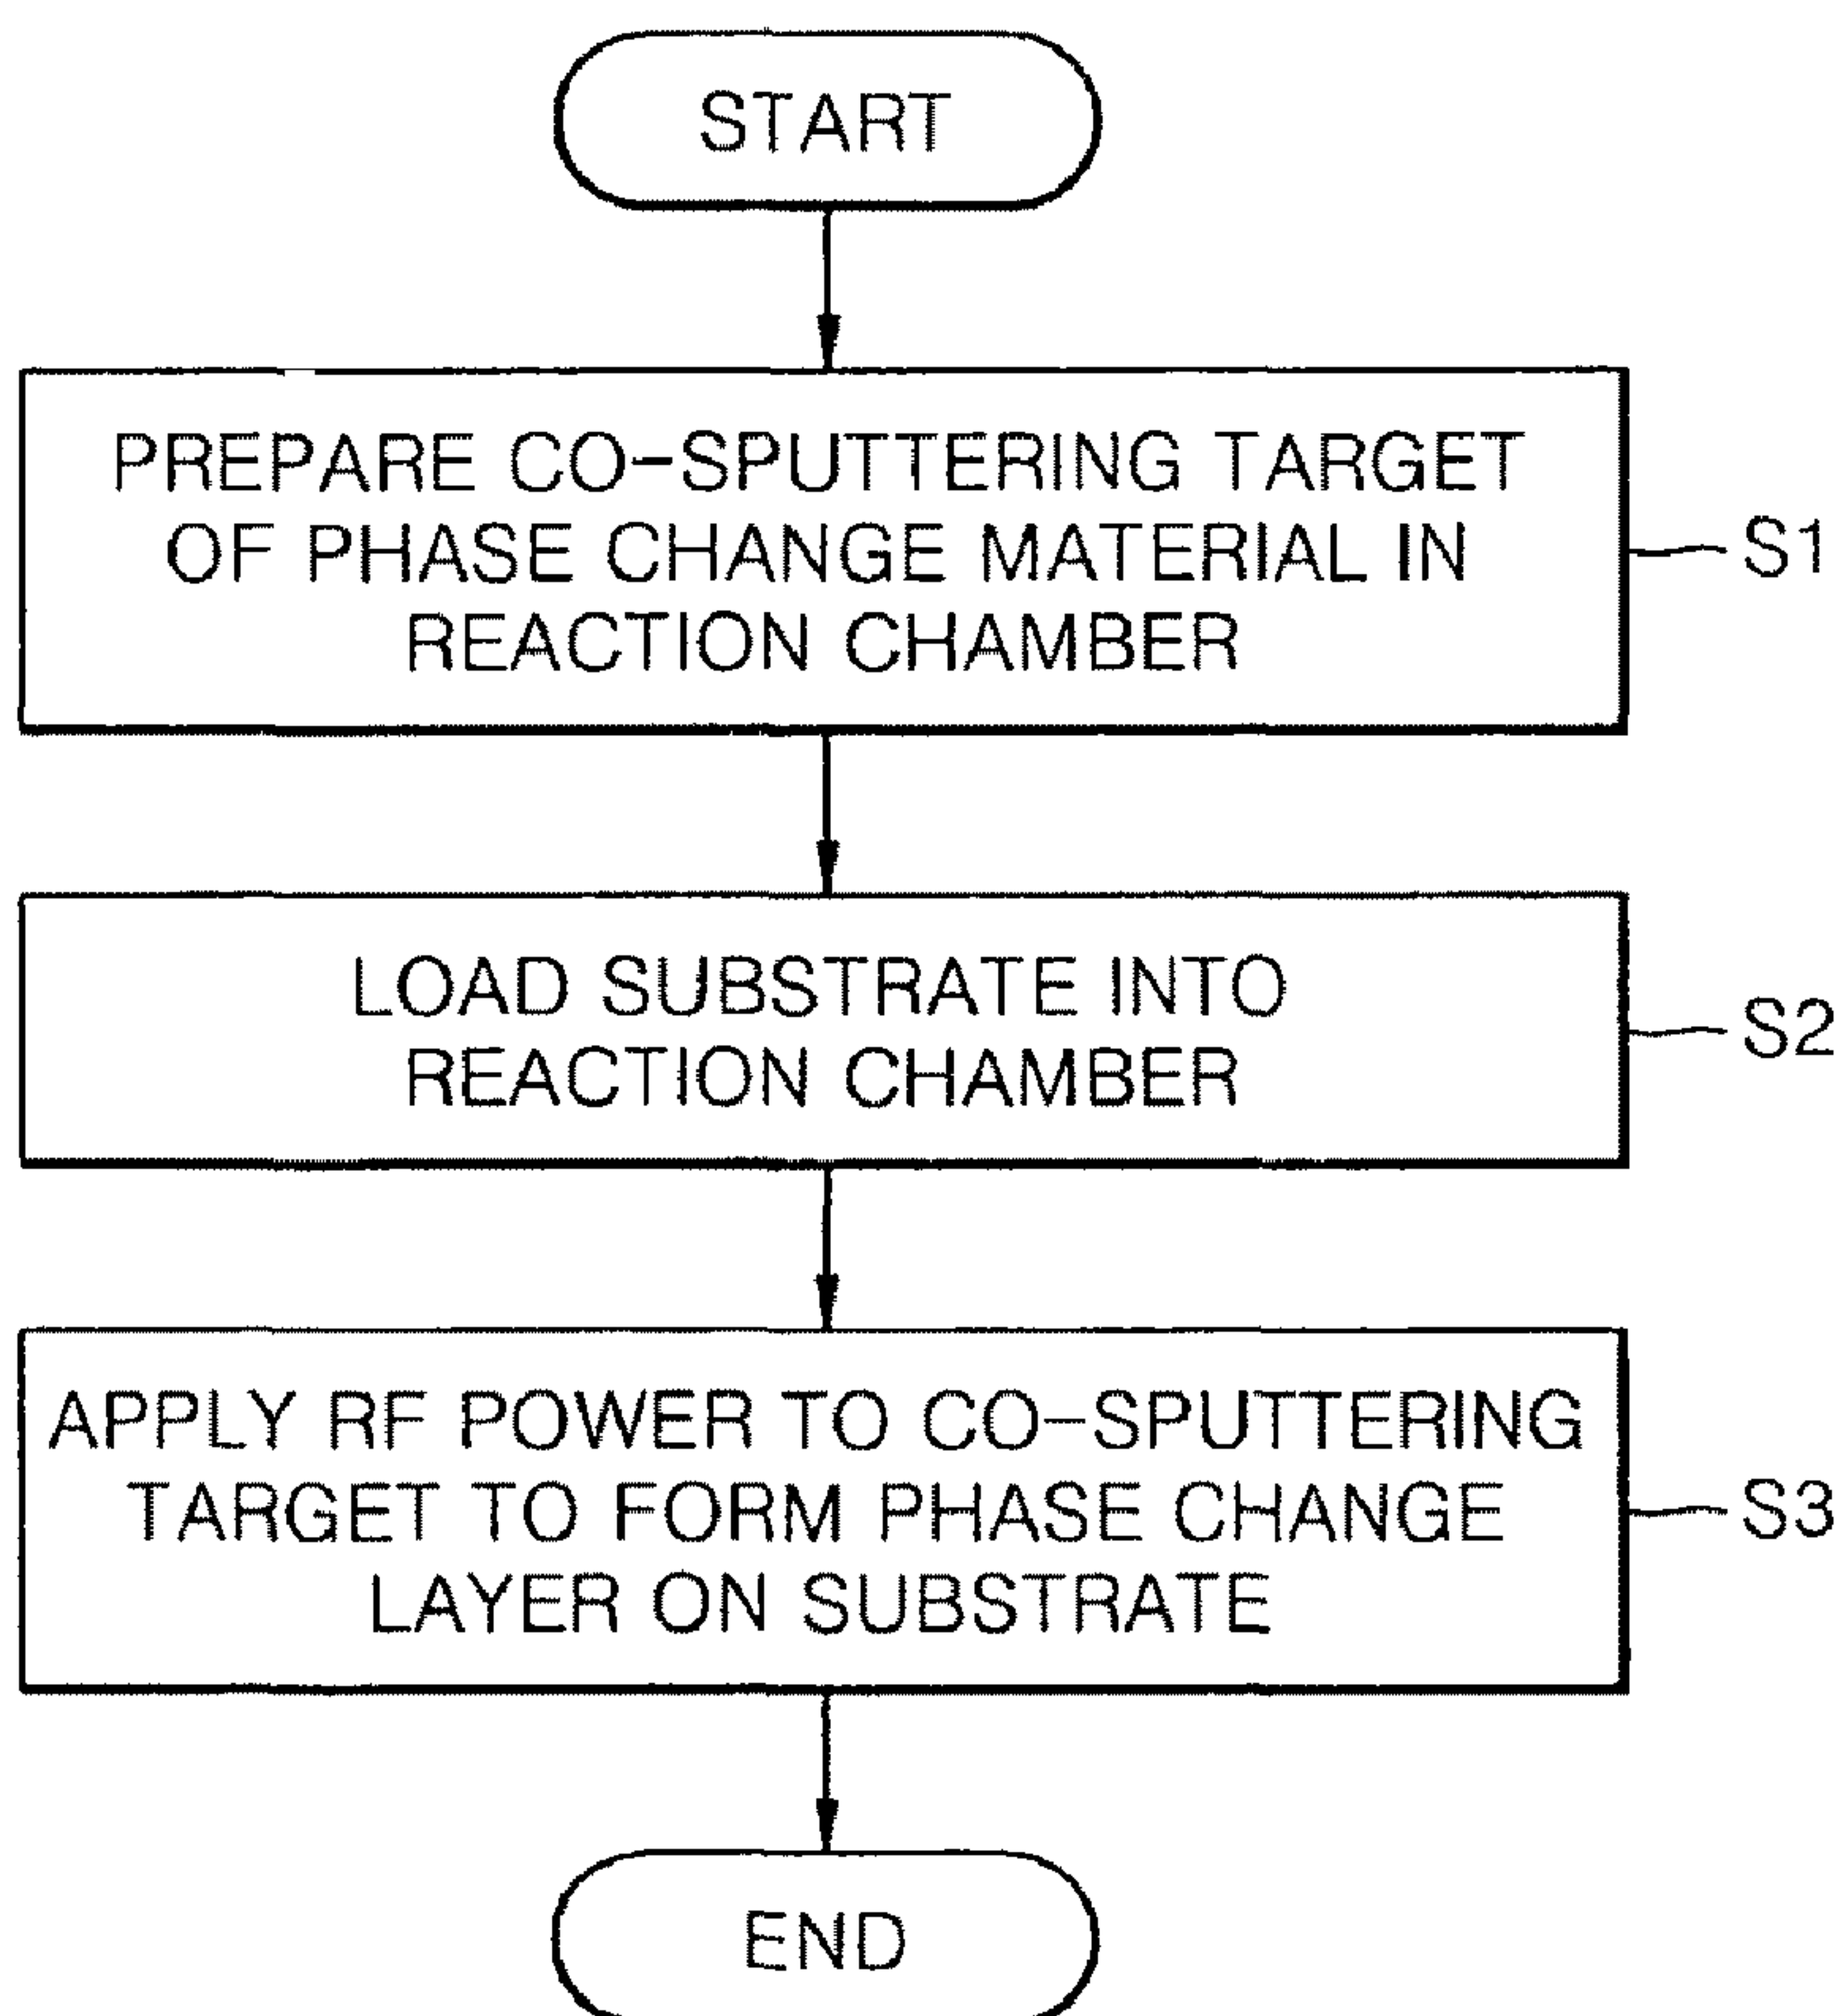 START
PREPARE CO-SPUTTERING TARGET
OF PHASE CHANGE MATERIAL IN
REACTION CHAMBER
S1
LOAD SUBSTRATE INTO
REACTION CHAMBER
S2
APPLY RF POWER TO CO-SPUTTERING
TARGET TO FORM PHASE CHANGE
LAYER ON SUBSTRATE
S3
END